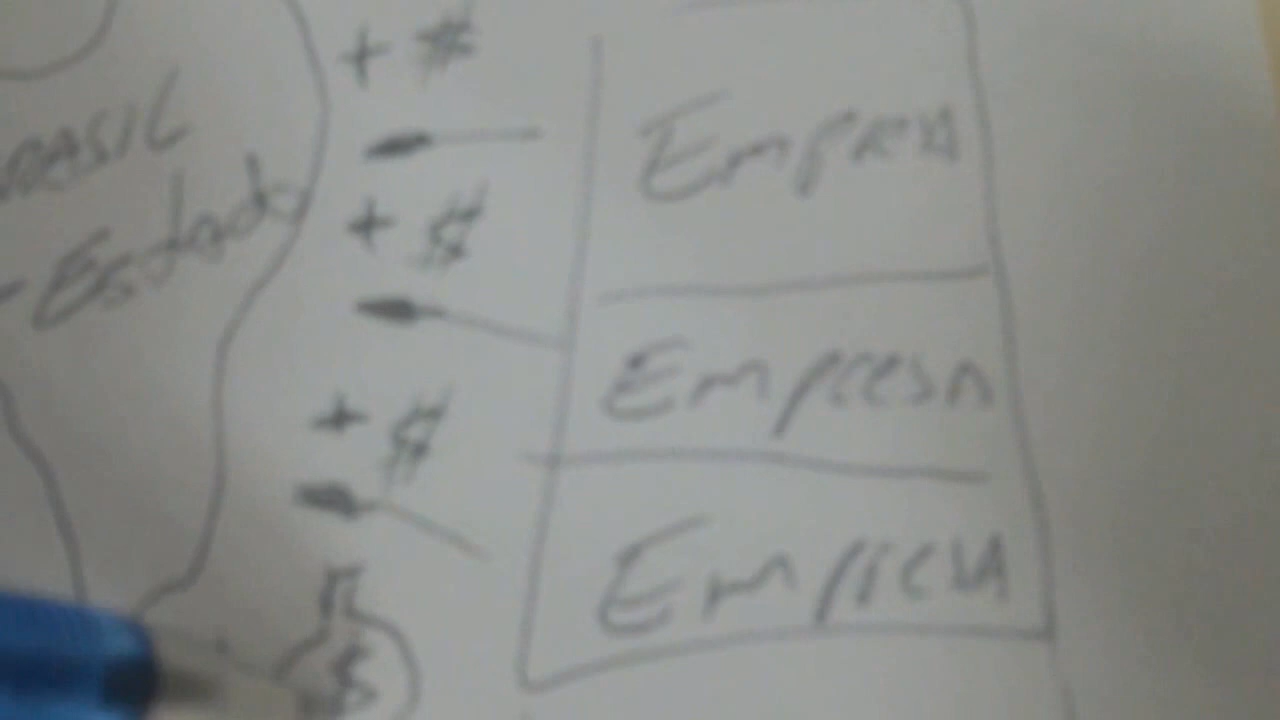 + $
Empresa
BRASIL
+ $
- Estado
Empresa
+ $
Empresa
$